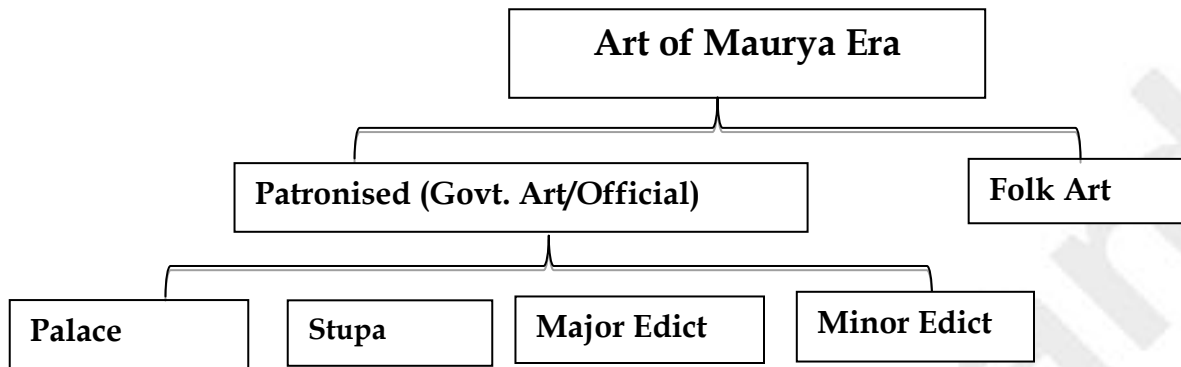 Art of Maurya Era
Patronised (Govt. Art/Official)
Folk Art
Palace
Stupa
Major Edict
Minor Edict